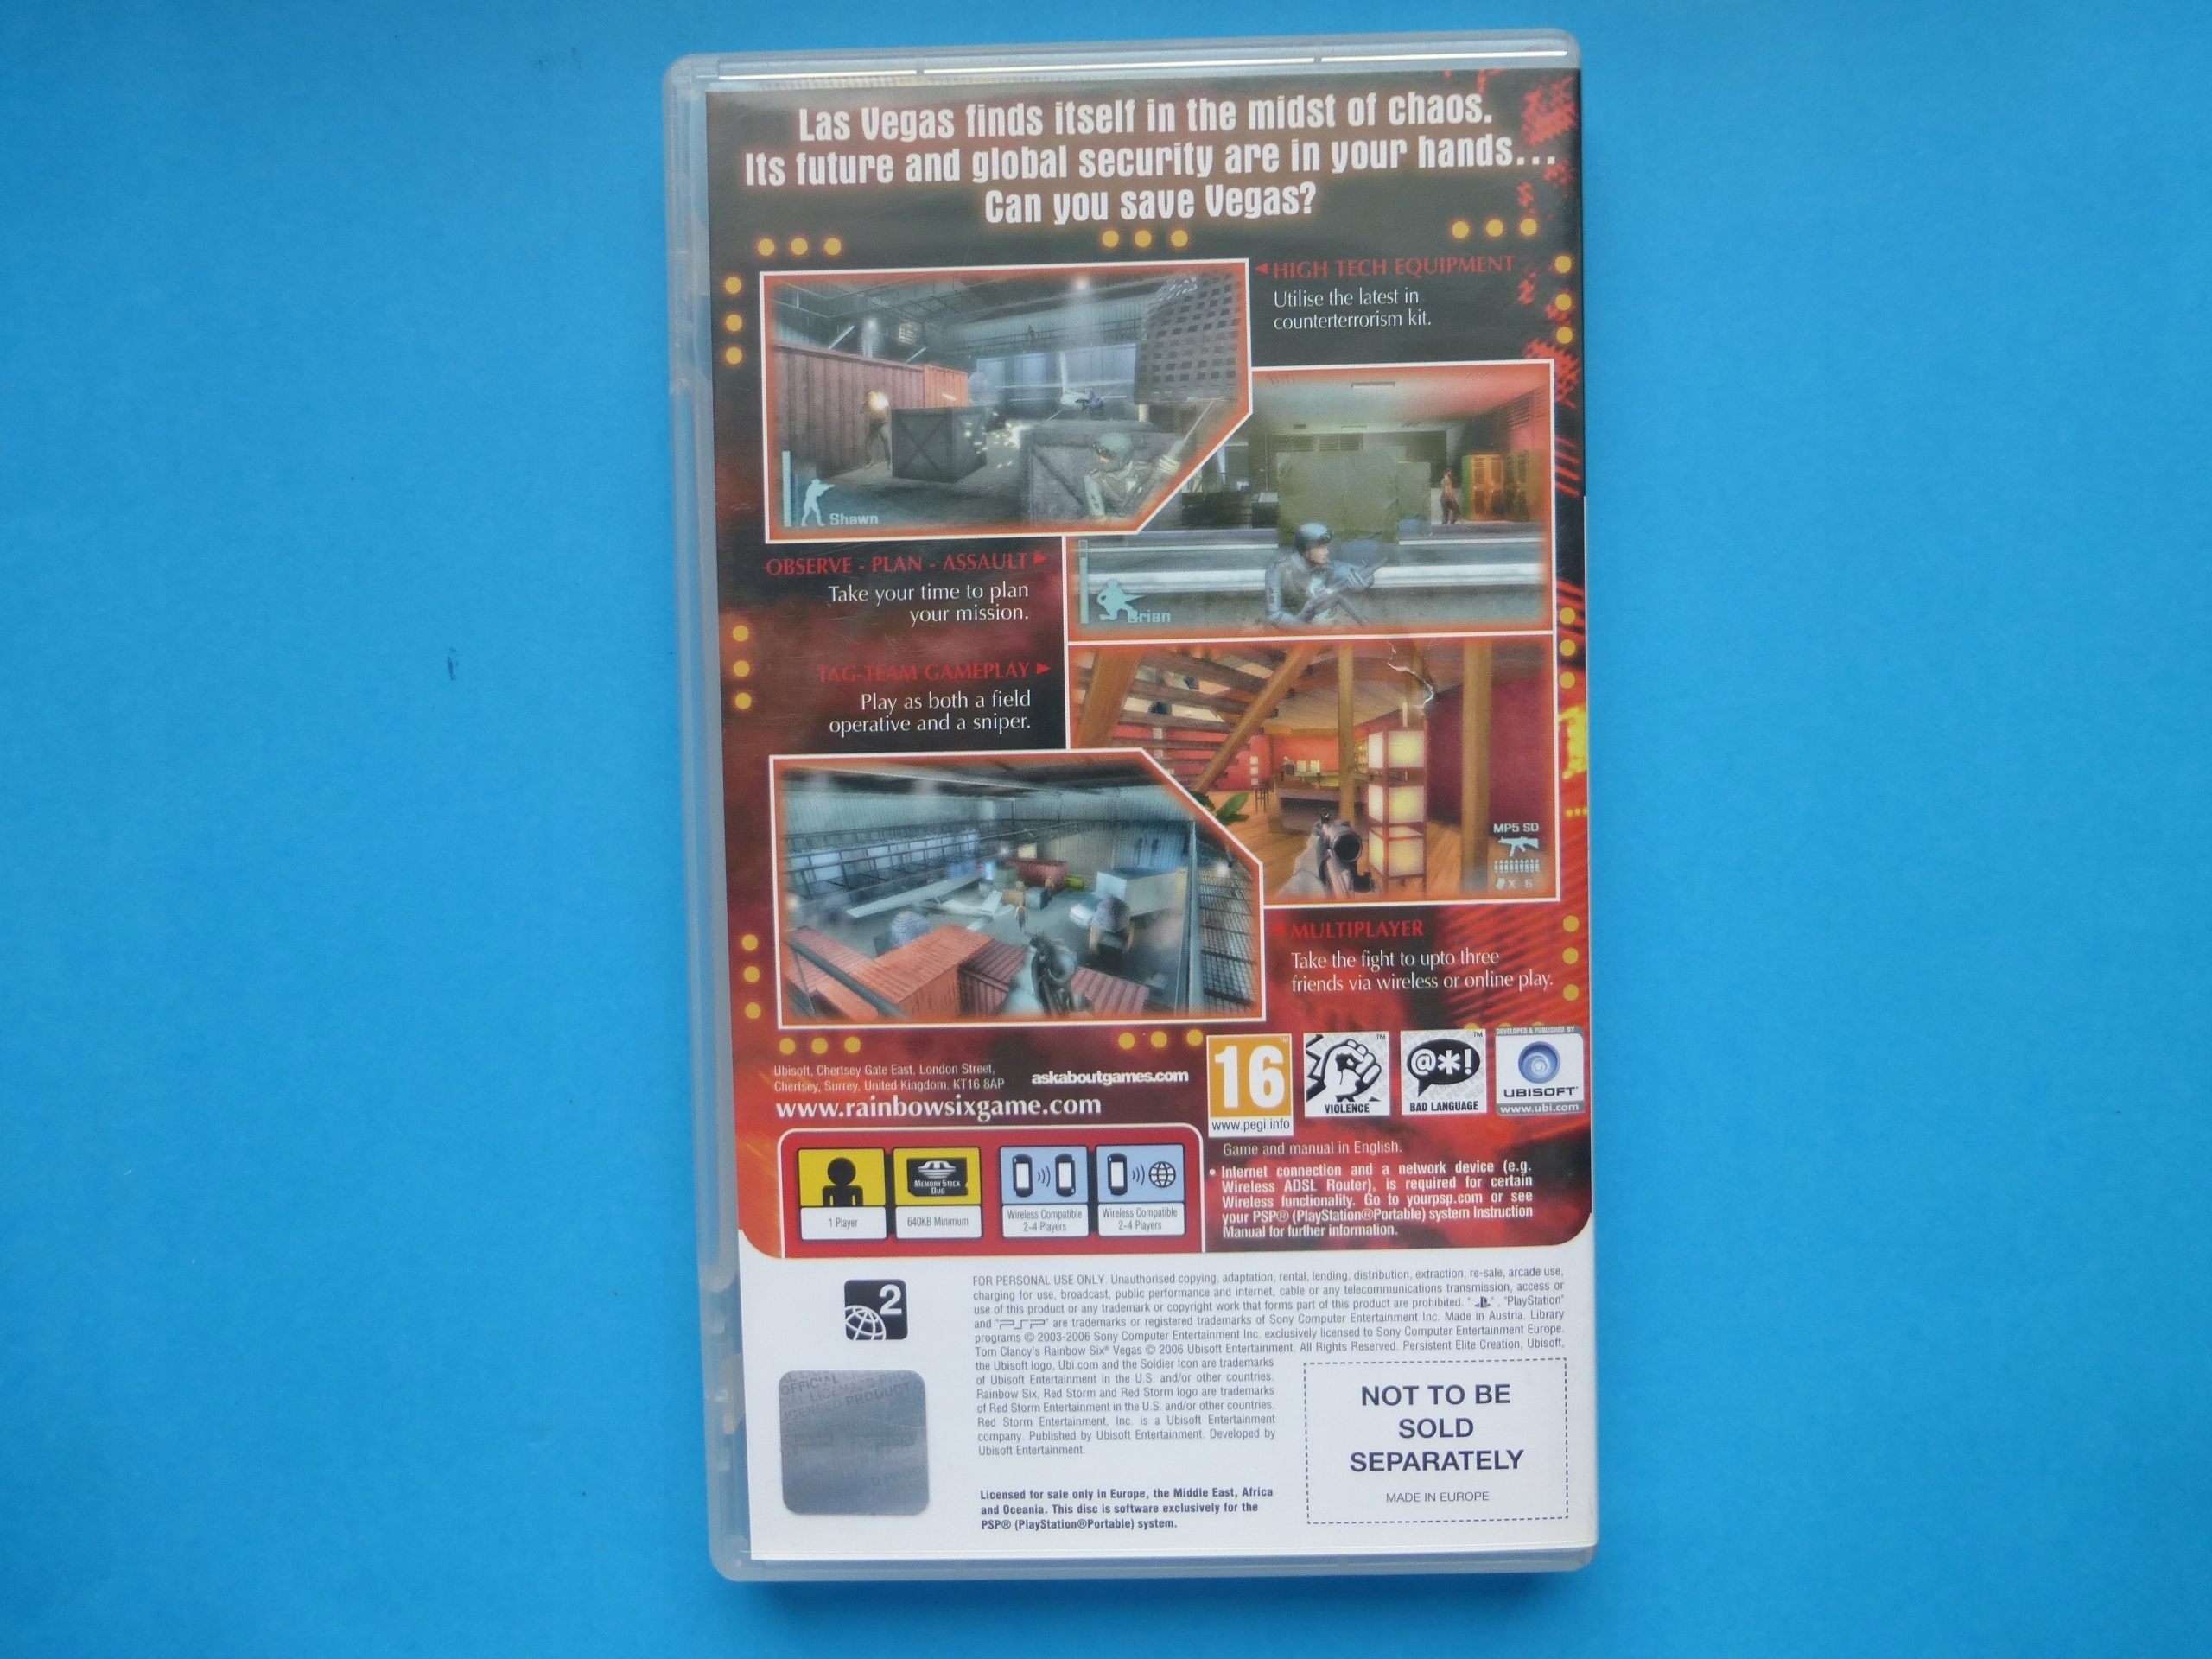 Las Vegas finds itself in the midst of chaos.
Its future and global security are in your hands...
Can you save Vegas?
HIGH TECH EQUIPMENT
Utilise the latest in
counterterrorism kit.
Shawn
OBSERVE - PLAN - ASSAULT
Take your time to plan
your mission.
Brian
TAG-TEAM GAMEPLAY
Play as both a field
operative and a sniper.
MP5 SD
X 6
MULTIPLAYER
Take the fight to upto three
friends via wireless or online play.
Ubisoft, Chertsey Gate East, London Street,
Chertsey, Surrey, United Kingdom, KT16 8AP
askaboutgames.com
www.rainbowsixgame.com
16
www.pegi.info
VIOLENCE
@*!
BAD LANGUAGE
DEVELOPED & PUBLISHED BY
UBISOFT
www.ubi.com
1 Player
MEMORY STICK
DUO
640KB Minimum
Wireless Compatible
2-4 Players
Wireless Compatible
2-4 Players
Game and manual in English.
• Internet connection and a network device (e.g.
Wireless ADSL Router), is required for certain
Wireless functionality. Go to yourpsp.com or see
your PSP® (PlayStation®Portable) system Instruction
Manual for further information.
2
FOR PERSONAL USE ONLY. Unauthorised copying, adaptation, rental, lending, distribution, extraction, re-sale, arcade use,
charging for use, broadcast, public performance and internet, cable or any telecommunications transmission, access or
use of this product or any trademark or copyright work that forms part of this product are prohibited. " ", "PlayStation"
and "PSP" are trademarks or registered trademarks of Sony Computer Entertainment Inc. Made in Austria. Library
programs © 2003-2006 Sony Computer Entertainment Inc. exclusively licensed to Sony Computer Entertainment Europe.
Tom Clancy's Rainbow Six® Vegas © 2006 Ubisoft Entertainment. All Rights Reserved. Persistent Elite Creation, Ubisoft,
the Ubisoft logo, Ubi.com and the Soldier Icon are trademarks
of Ubisoft Entertainment in the U.S. and/or other countries.
Rainbow Six, Red Storm and Red Storm logo are trademarks
of Red Storm Entertainment in the U.S. and/or other countries.
Red Storm Entertainment, Inc. is a Ubisoft Entertainment
company. Published by Ubisoft Entertainment. Developed by
Ubisoft Entertainment.
Licensed for sale only in Europe, the Middle East, Africa
and Oceania. This disc is software exclusively for the
PSP® (PlayStation®Portable) system.
NOT TO BE
SOLD
SEPARATELY
MADE IN EUROPE
OFFICIAL
LICENSED PRODUCT